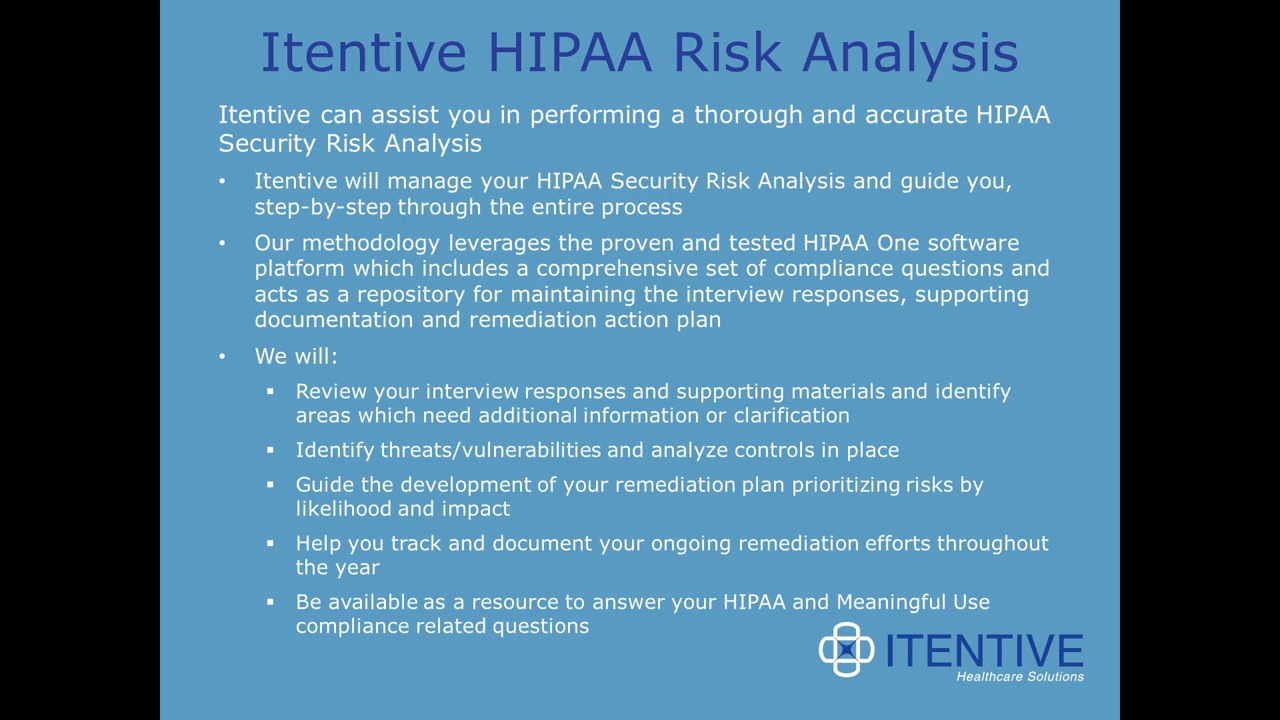 Itentive HIPAA Risk Analysis
Itentive can assist you in performing a thorough and accurate HIPAA
Security Risk Analysis
• Itentive will manage your HIPAA Security Risk Analysis and guide you,
step-by-step through the entire process
• Our methodology leverages the proven and tested HIPAA One software
platform which includes a comprehensive set of compliance questions and
acts as a repository for maintaining the interview responses, supporting
documentation and remediation action plan
• We will:
▪ Review your interview responses and supporting materials and identify
areas which need additional information or clarification
▪ Identify threats/vulnerabilities and analyze controls in place
▪ Guide the development of your remediation plan prioritizing risks by
likelihood and impact
▪ Help you track and document your ongoing remediation efforts throughout
the year
▪ Be available as a resource to answer your HIPAA and Meaningful Use
compliance related questions
ITENTIVE
Healthcare Solutions